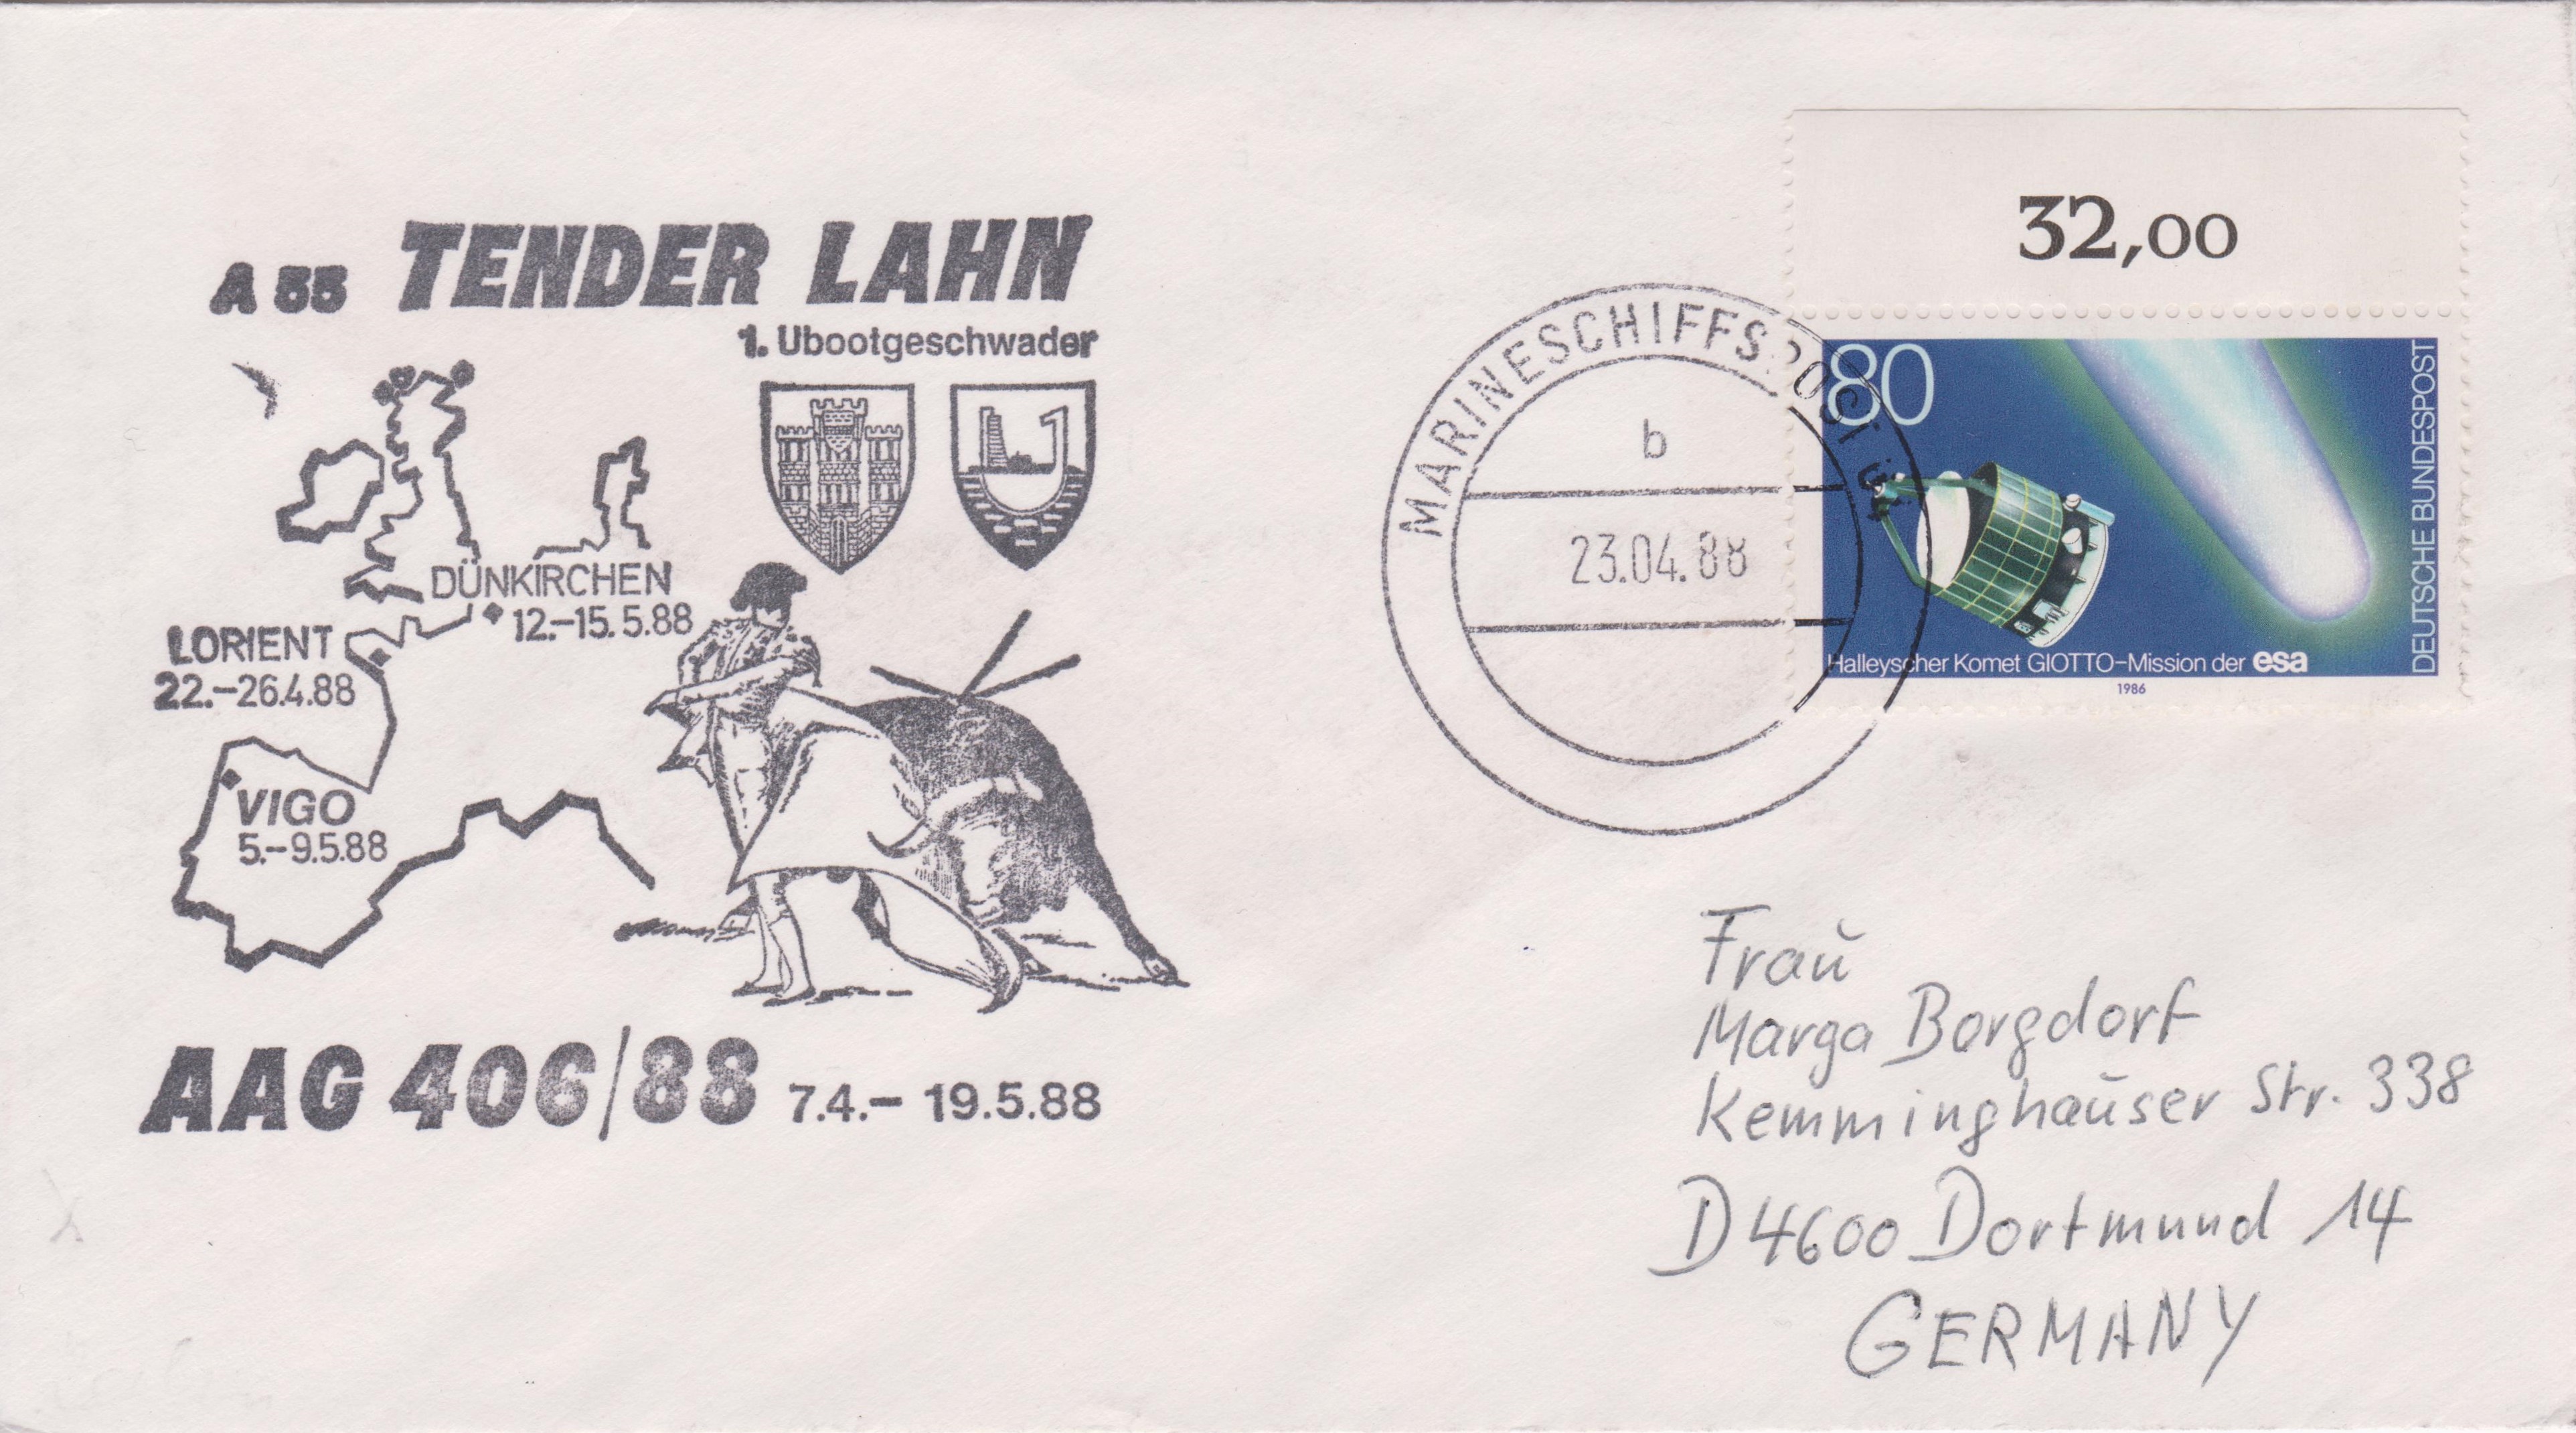 A 55 TENDER LAHN
1. Ubootgeschwader
DÜNKIRCHEN
12.-15.5.88
LORIENT
22.-26.4.88
VIGO
5.-9.5.88
AAG 406/88 7.4.- 19.5.88
32,00
MARINESCHIFFSPOST
b
23.04.88
80
DEUTSCHE BUNDESPOST
Halleyscher Komet GIOTTO-Mission der esa
1986
Frau
Marga Borgdorf
Kemminghauser Str. 338
D 4600 Dortmund 14
GERMANY